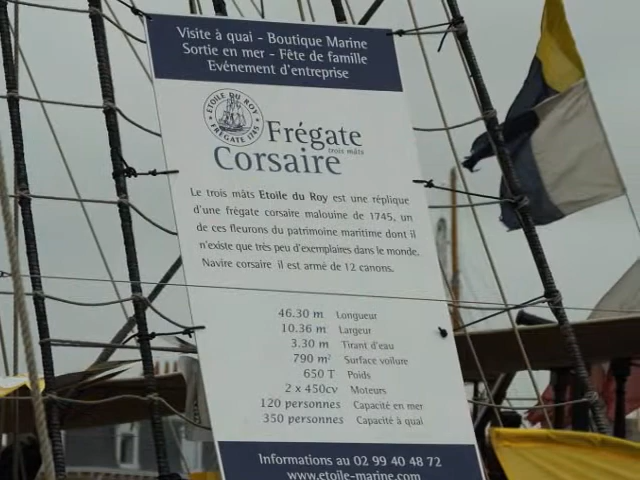 Visite à quai - Boutique Marine
Sortie en mer - Fête de famille
Evénement d'entreprise
ETOILE DU ROY
FRÉGATE 1745
Frégate
trois mâts
Corsaire
Le trois mâts Etoile du Roy est une réplique
d'une frégate corsaire malouine de 1745, un
de ces fleurons du patrimoine maritime dont il
n'existe que très peu d'exemplaires dans le monde.
Navire corsaire il est armé de 12 canons.
46.30 m Longueur
10.36 m Largeur
3.30 m Tirant d'eau
790 m² Surface voilure
650 T Poids
2 x 450cv Moteurs
120 personnes Capacité en mer
350 personnes Capacité à quai
Informations au 02 99 40 48 72
www.etoile-marine.com